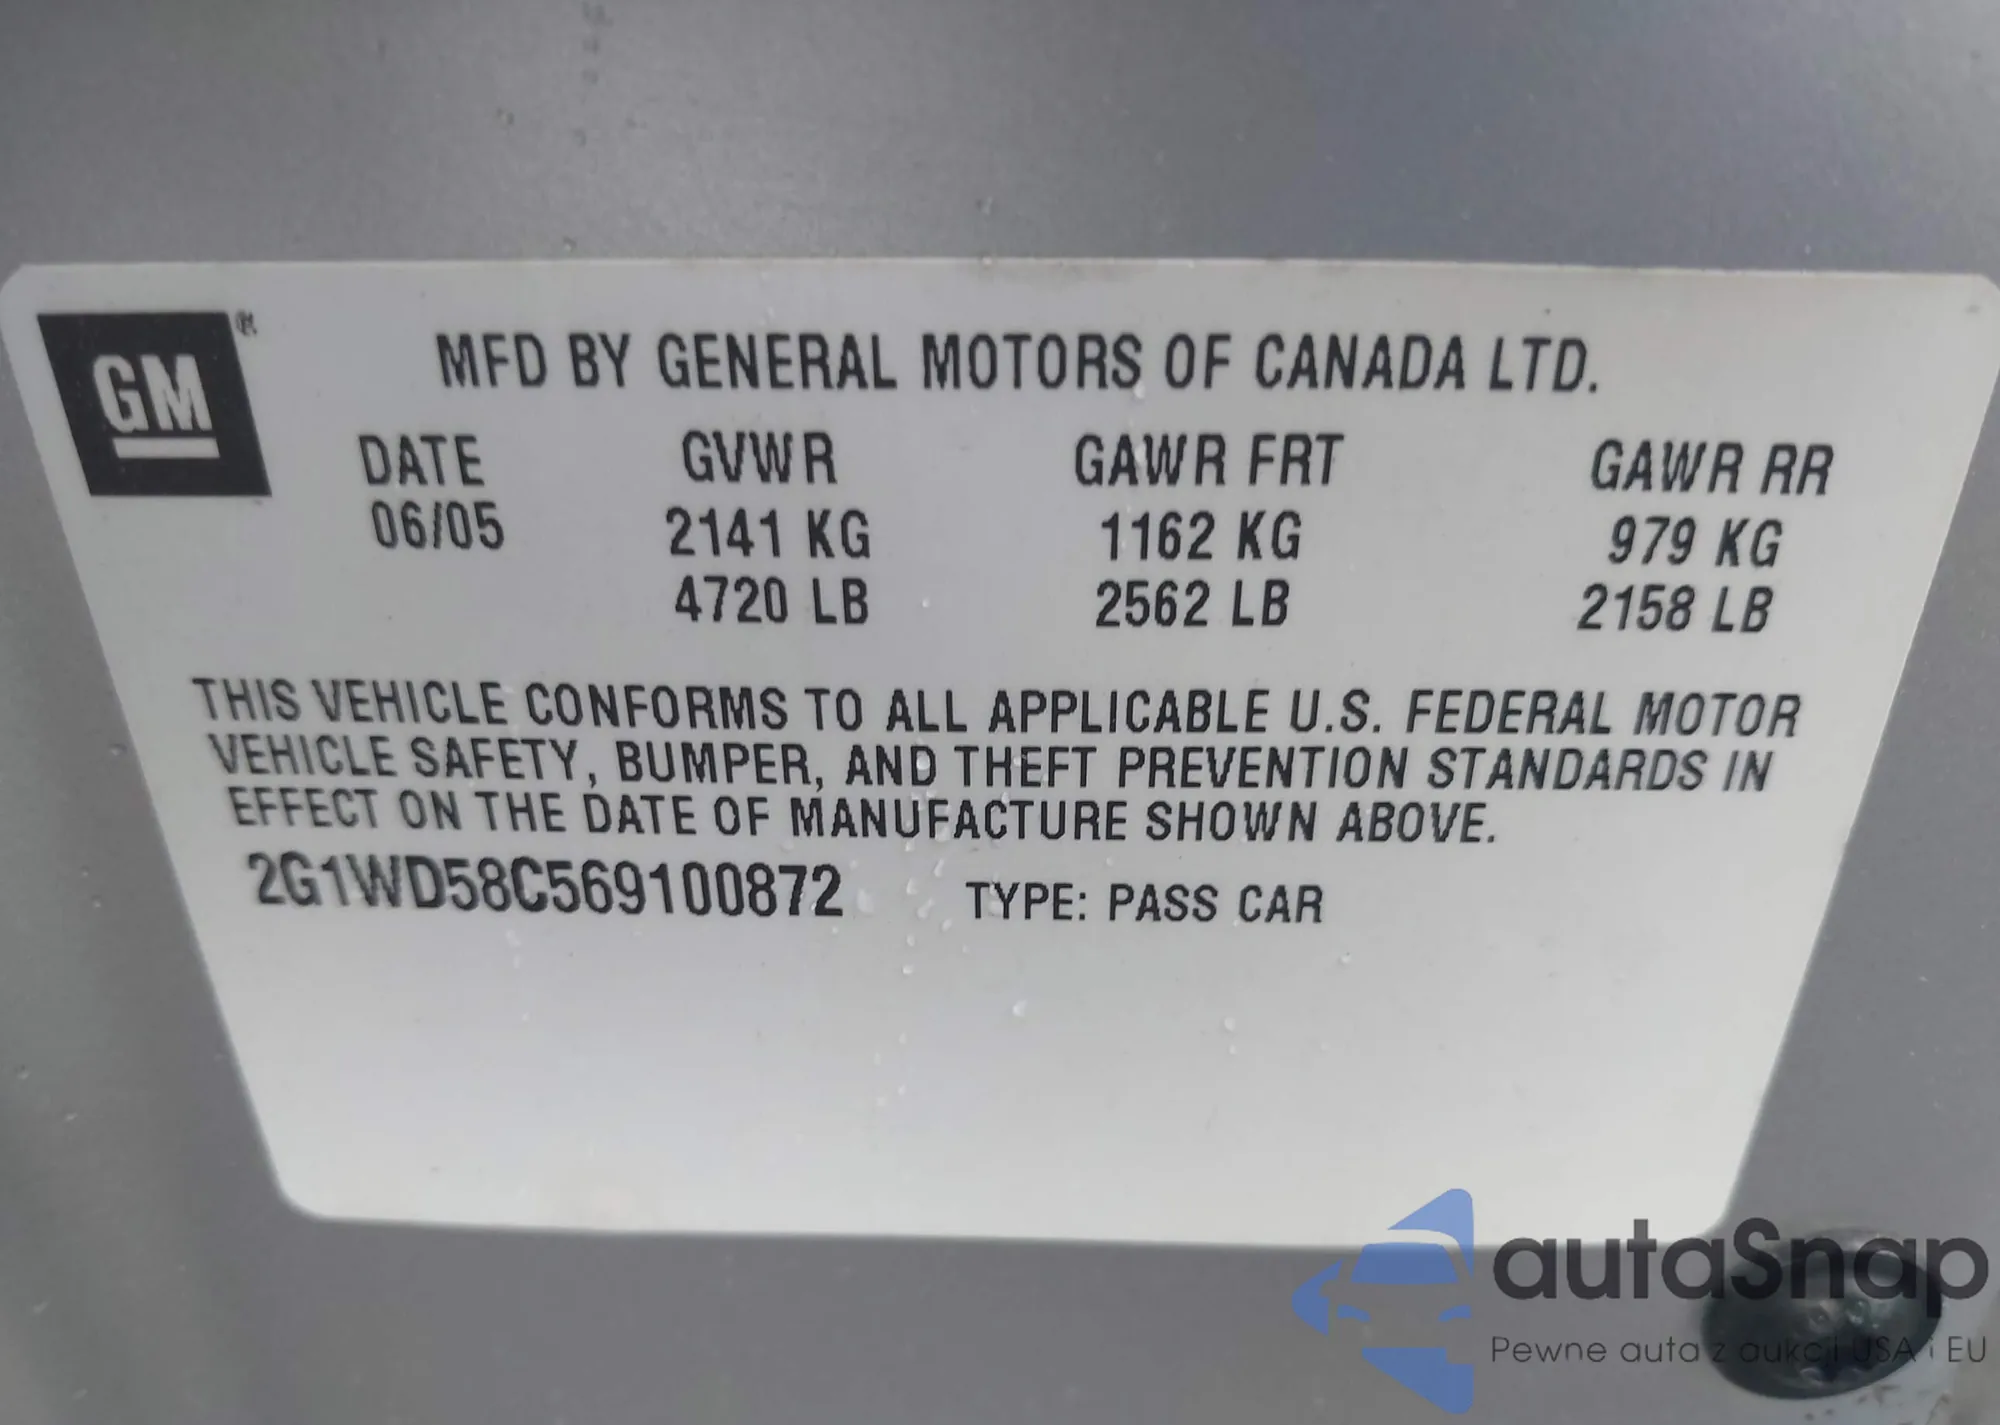 GM
MFD BY GENERAL MOTORS OF CANADA LTD.
DATE GVWR GAWR FRT GAWR RR
06/05 2141 KG 1162 KG 979 KG
4720 LB 2562 LB 2158 LB
THIS VEHICLE CONFORMS TO ALL APPLICABLE U.S. FEDERAL MOTOR
VEHICLE SAFETY, BUMPER, AND THEFT PREVENTION STANDARDS IN
EFFECT ON THE DATE OF MANUFACTURE SHOWN ABOVE.
2G1WD58C569100872 TYPE: PASS CAR
autaSnap
Pewne auta z aukcji USA i EU